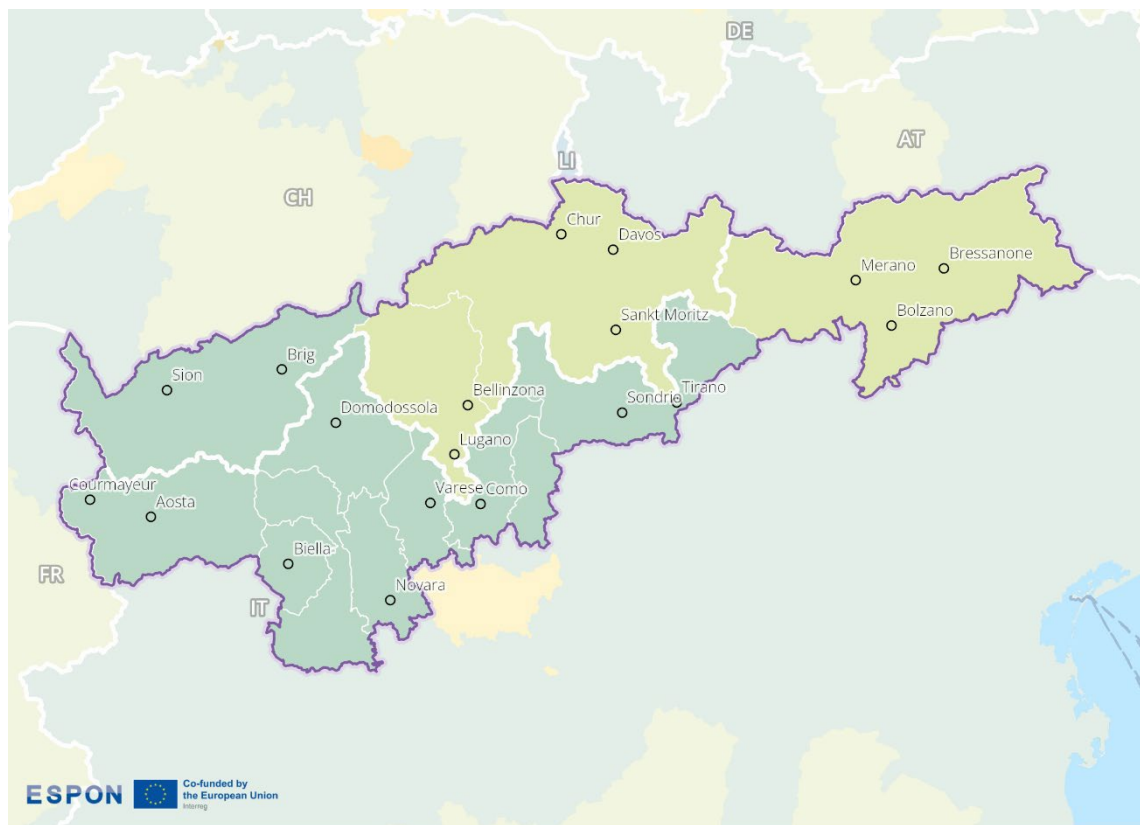 DE
AT
LI
CH
Chur
Davos
Bressanone
Merano
Bolzano
Sankt Moritz
Brig
Sion
Tirano
Bellinzona
Sondrio
Domodossola
Lugano
Courmayeur
Varese
Como
Aosta
Biella
FR
Novara
IT
ESPON
Co-funded by
the European Union
Interreg